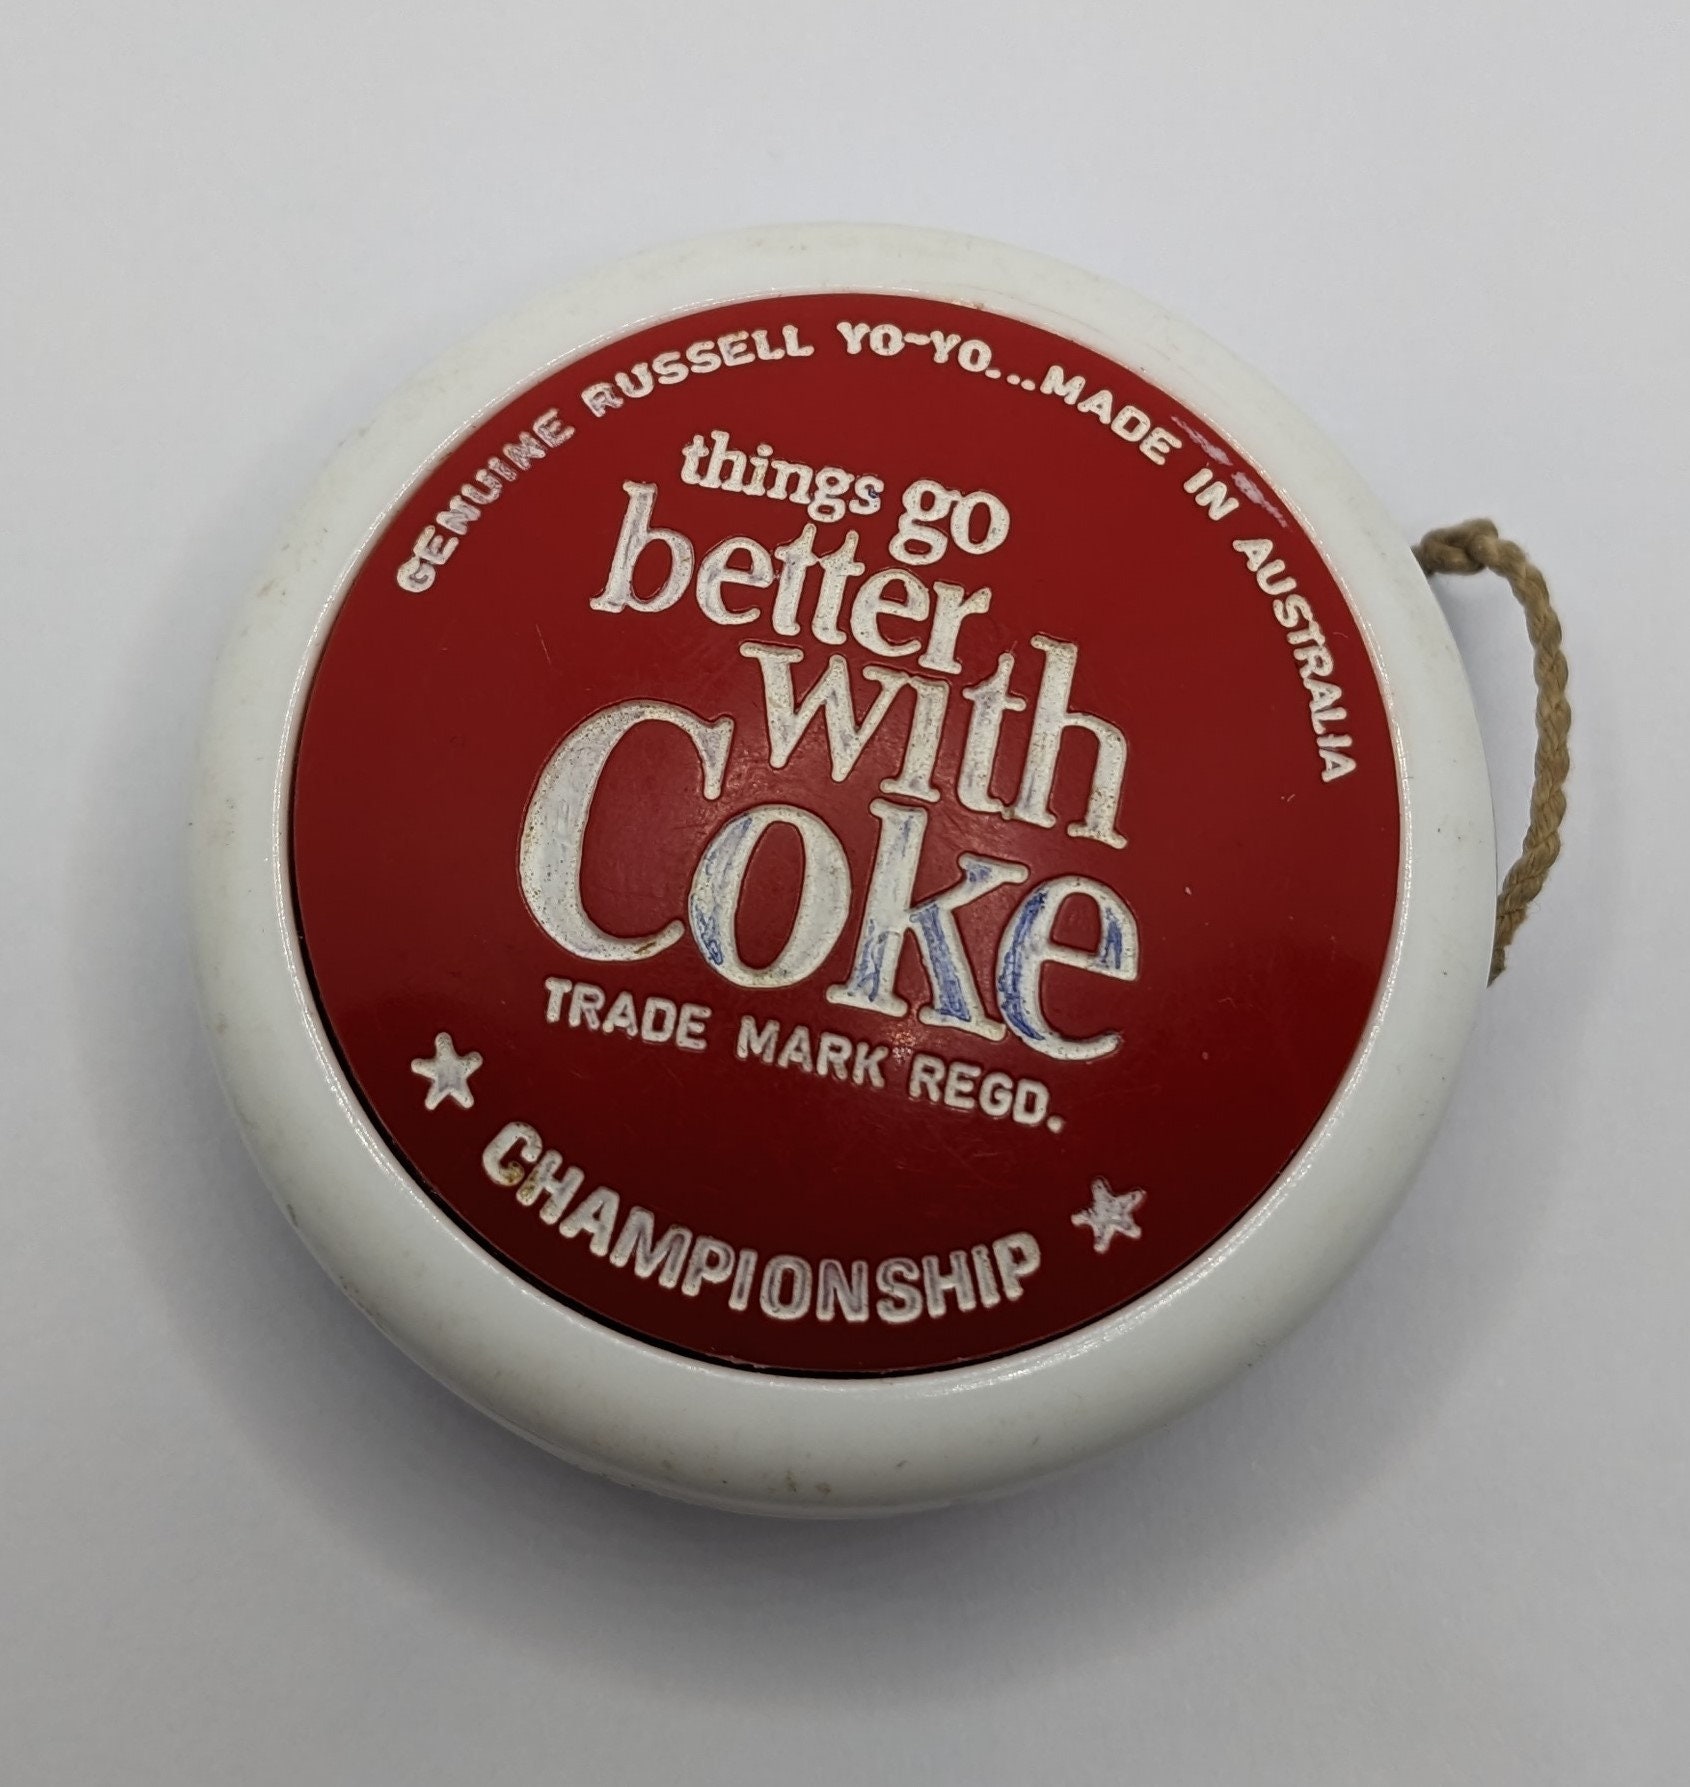 GENUINE RUSSELL YO-YO...MADE IN AUSTRALIA
things go
better
with
Coke
TRADE MARK REGD.
CHAMPIONSHIP